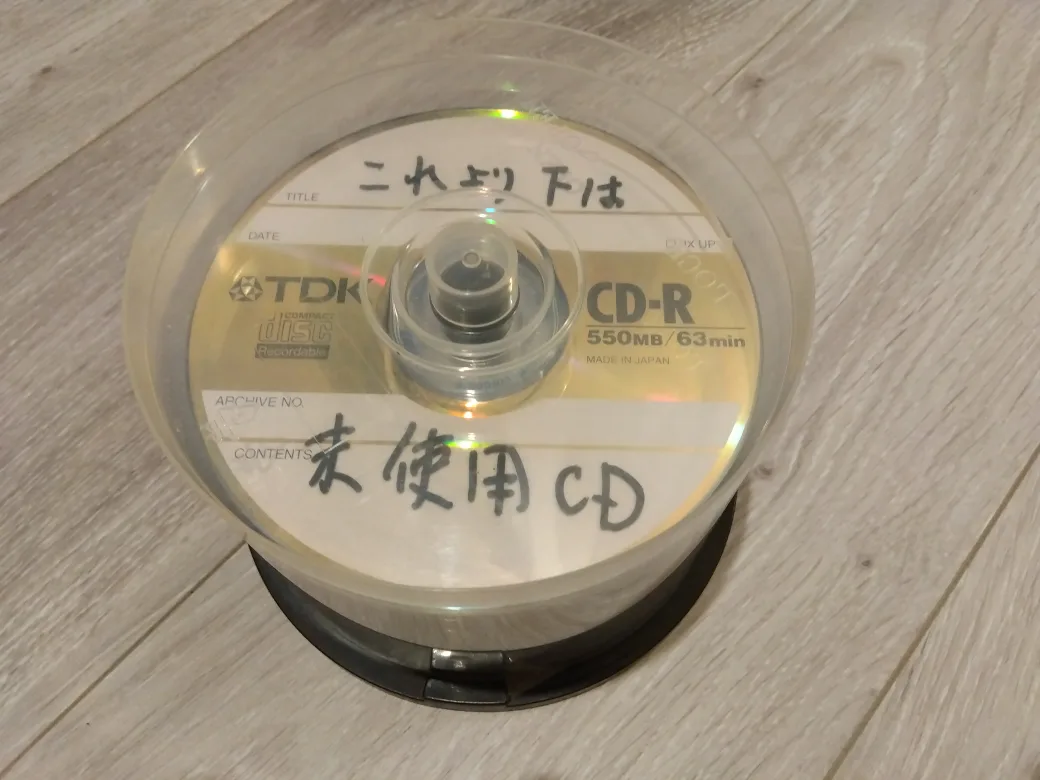 これより下は
TITLE
DATE
TDK
COMPACT
disc
Recordable
CD-R
550MB/63min
MADE IN JAPAN
ARCHIVE NO.
CONTENTS
未使用CD